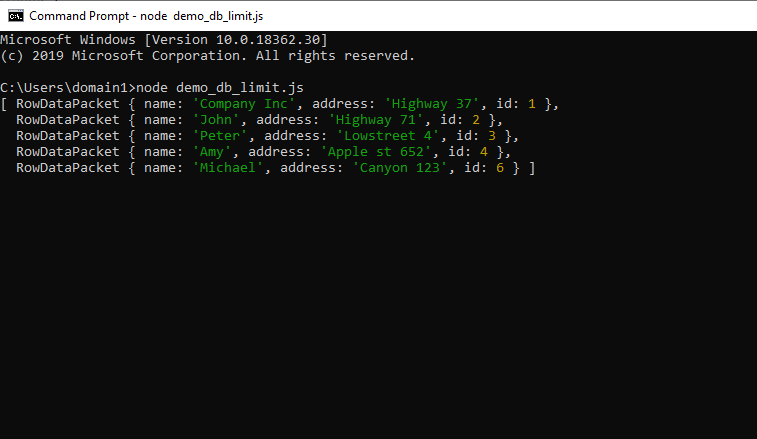 Command Prompt - node  demo_db_limit.js
Microsoft Windows [Version 10.0.18362.30]
(c) 2019 Microsoft Corporation. All rights reserved.
C:\Users\domain1>node demo_db_limit.js
[ RowDataPacket { name: 'Company Inc', address: 'Highway 37', id: 1 },
  RowDataPacket { name: 'John', address: 'Highway 71', id: 2 },
  RowDataPacket { name: 'Peter', address: 'Lowstreet 4', id: 3 },
  RowDataPacket { name: 'Amy', address: 'Apple st 652', id: 4 },
  RowDataPacket { name: 'Michael', address: 'Canyon 123', id: 6 } ]